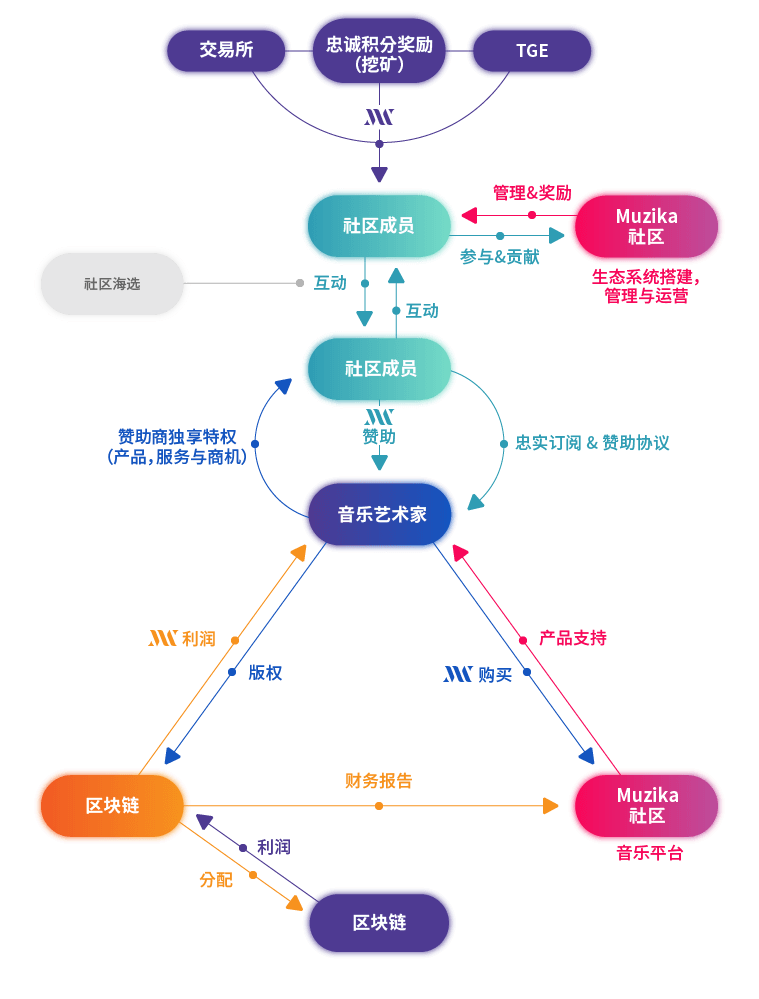 交易所
忠诚积分奖励
（挖矿）
TGE
社区成员
管理&奖励
Muzika
社区
参与&贡献
生态系统搭建，
管理与运营
社区海选
互动
互动
社区成员
赞助
赞助商独享特权
（产品，服务与商机）
忠实订阅 & 赞助协议
音乐艺术家
利润
版权
产品支持
购买
区块链
财务报告
Muzika
社区
音乐平台
利润
分配
区块链